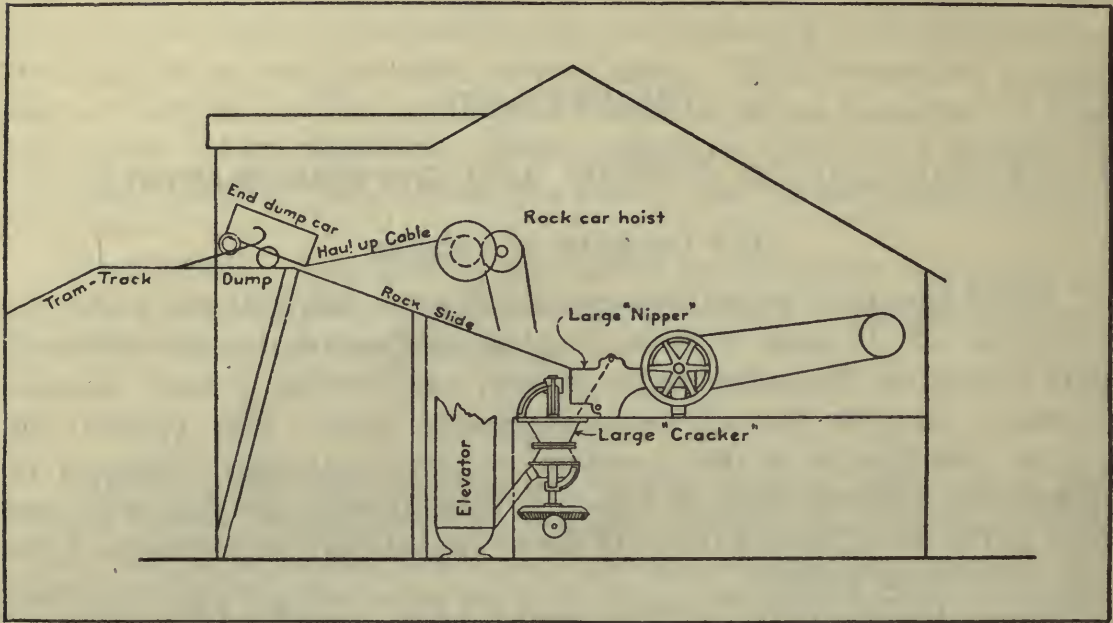 End dump car
Haul up Cable
Rock car hoist
Tram-Track
Dump
Rock Slide
Large "Nipper"
Large "Cracker"
Elevator